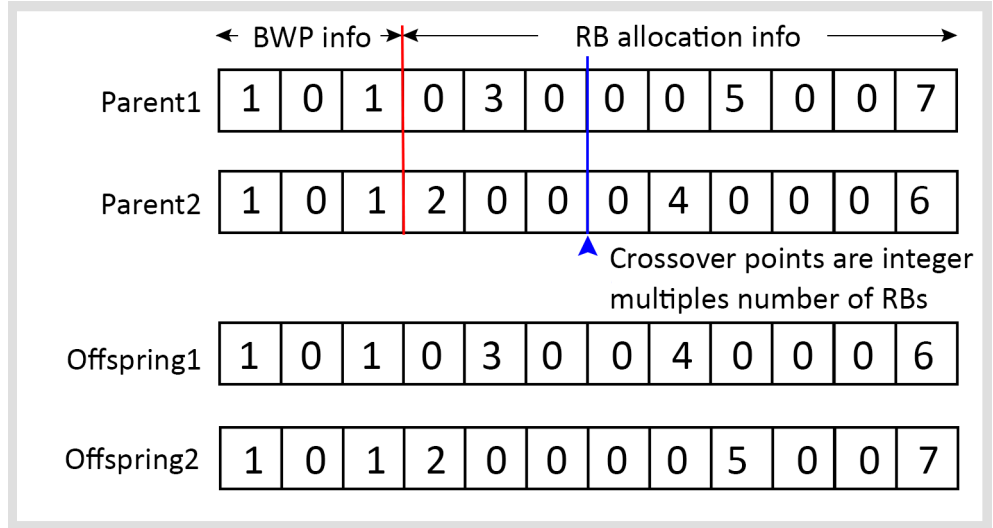 BWP info RB allocation info
Parent1 1 0 1 0 3 0 0 0 5 0 0 7
Parent2 1 0 1 2 0 0 0 4 0 0 0 6
Crossover points are integer
multiples number of RBs
Offspring1 1 0 1 0 3 0 0 4 0 0 0 6
Offspring2 1 0 1 2 0 0 0 0 5 0 0 7